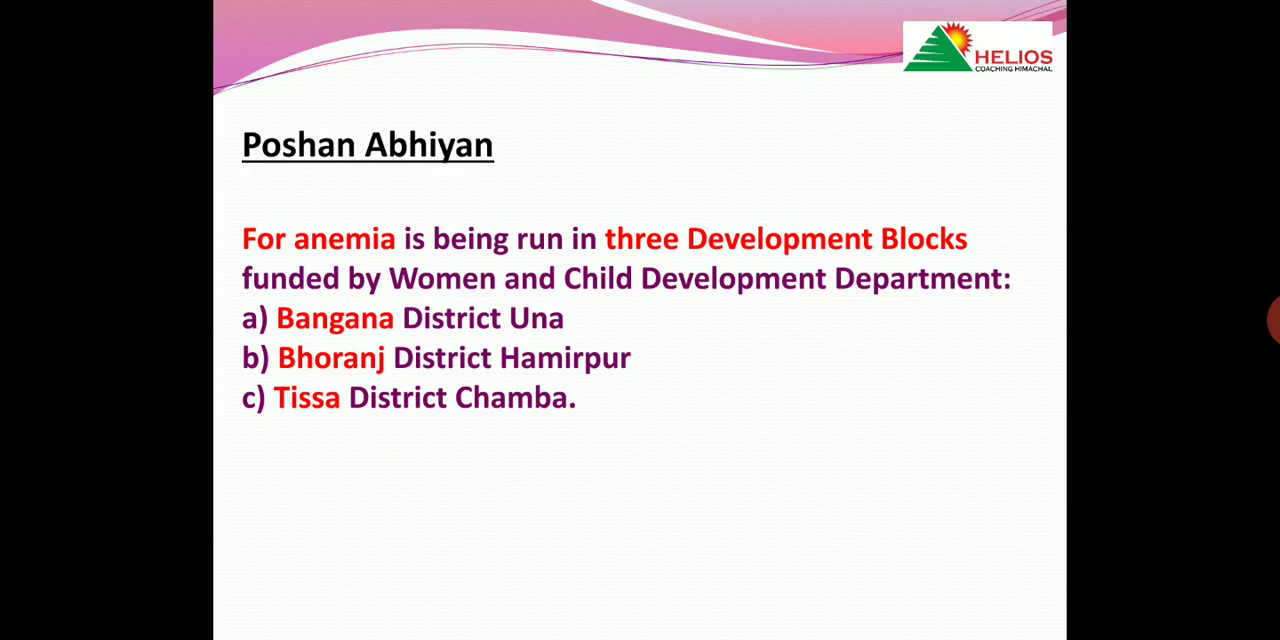 HELIOS
COACHING HIMACHAL
Poshan Abhiyan
For anemia is being run in three Development Blocks
funded by Women and Child Development Department:
a) Bangana District Una
b) Bhoranj District Hamirpur
c) Tissa District Chamba.